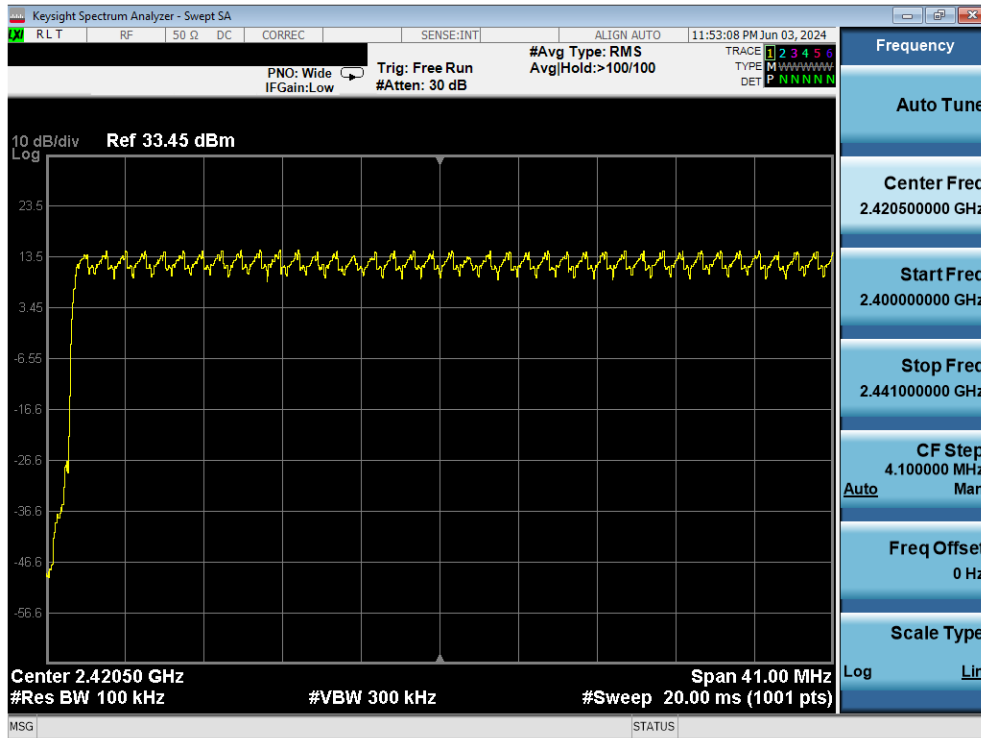 Keysight Spectrum Analyzer - Swept SA
LXI RLT RF 50 Ω DC CORREC SENSE:INT ALIGN AUTO 11:53:08 PM Jun 03, 2024
#Avg Type: RMS TRACE 1 2 3 4 5 6
PNO: Wide Trig: Free Run Avg|Hold:>100/100 TYPE M WWWWW
IFGain:Low #Atten: 30 dB DET P N N N N N
10 dB/div Ref 33.45 dBm
Log
23.5
13.5
3.45
-6.55
-16.6
-26.6
-36.6
-46.6
-56.6
Center 2.42050 GHz Span 41.00 MHz
#Res BW 100 kHz #VBW 300 kHz #Sweep 20.00 ms (1001 pts)
MSG STATUS
Frequency
Auto Tune
Center Freq
2.420500000 GHz
Start Freq
2.400000000 GHz
Stop Freq
2.441000000 GHz
CF Step
4.100000 MHz
Auto Man
Freq Offset
0 Hz
Scale Type
Log Lin